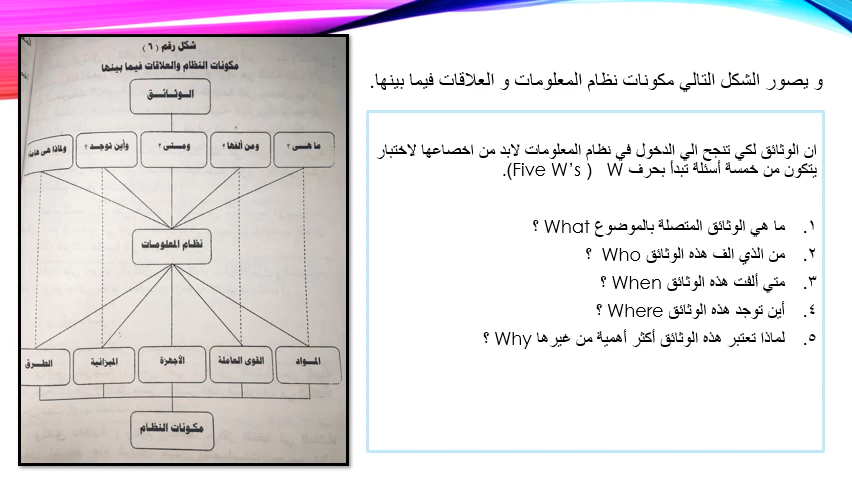 و يصور الشكل التالي مكونات نظام المعلومات و العلاقات فيما بينها.
ان الوثائق لكي تنجح الي الدخول في نظام المعلومات لابد من اخصاعها لاختبار
يتكون من خمسة أسئلة تبدأ بحرف W ( Five W's).
١. ما هي الوثائق المتصلة بالموضوع What ؟
٢. من الذي الف هذه الوثائق Who ؟
٣. متي ألفت هذه الوثائق When ؟
٤. أين توجد هذه الوثائق Where ؟
٥. لماذا تعتبر هذه الوثائق أكثر أهمية من غيرها Why ؟
شكل رقم (٦)
مكونات النظام والعلاقات فيما بينها
الوثائق
ما هى ؟
ومن ألفها ؟
ومتى ؟
وأين توجد ؟
ولماذا هى هامة
نظام المعلومات
المواد
القوى العاملة
الأجهزة
الميزانية
الطرق
مكونات النظام